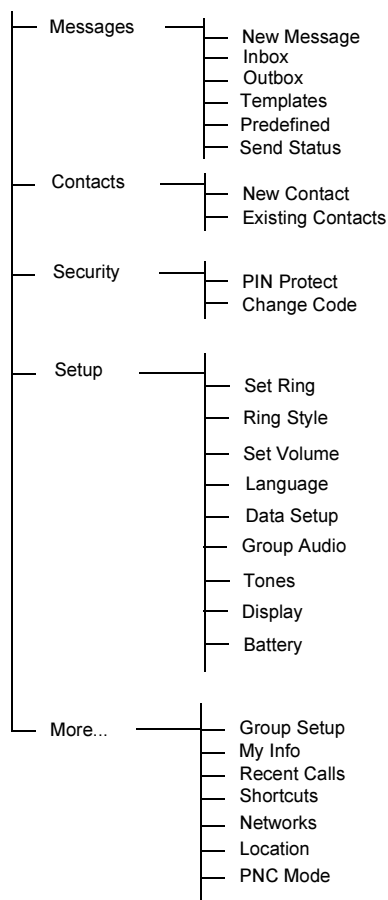 Messages
New Message
Inbox
Outbox
Templates
Predefined
Send Status
Contacts
New Contact
Existing Contacts
Security
PIN Protect
Change Code
Setup
Set Ring
Ring Style
Set Volume
Language
Data Setup
Group Audio
Tones
Display
Battery
More...
Group Setup
My Info
Recent Calls
Shortcuts
Networks
Location
PNC Mode